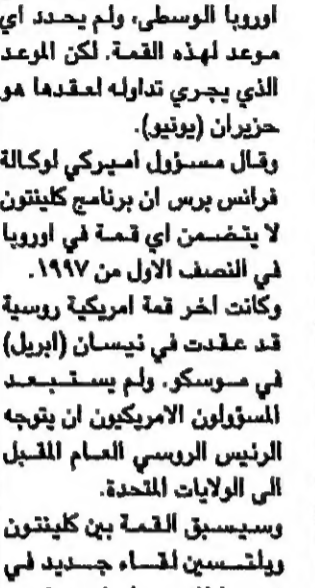 اوروبا الوسطى، ولم يحدد اي
موعد لهذه القمة. لكن الموعد
الذي يجري تداوله لعقدها هو
حزيران (يونيو).
وقال مسؤول اميركي لوكالة
فرانس برس ان برنامج كلينتون
لا يتضمن اي قمة في اوروبا
في النصف الاول من ١٩٩٧.
وكانت اخر قمة امريكية روسية
قد عقدت في نيسان (ابريل)
في موسكو. ولم يستبعد
المسؤولون الامريكيون ان يتوجه
الرئيس الروسي العام المقبل
الى الولايات المتحدة.
وسيسبق القمة بين كلينتون
ويلتسين لقاء جديد في